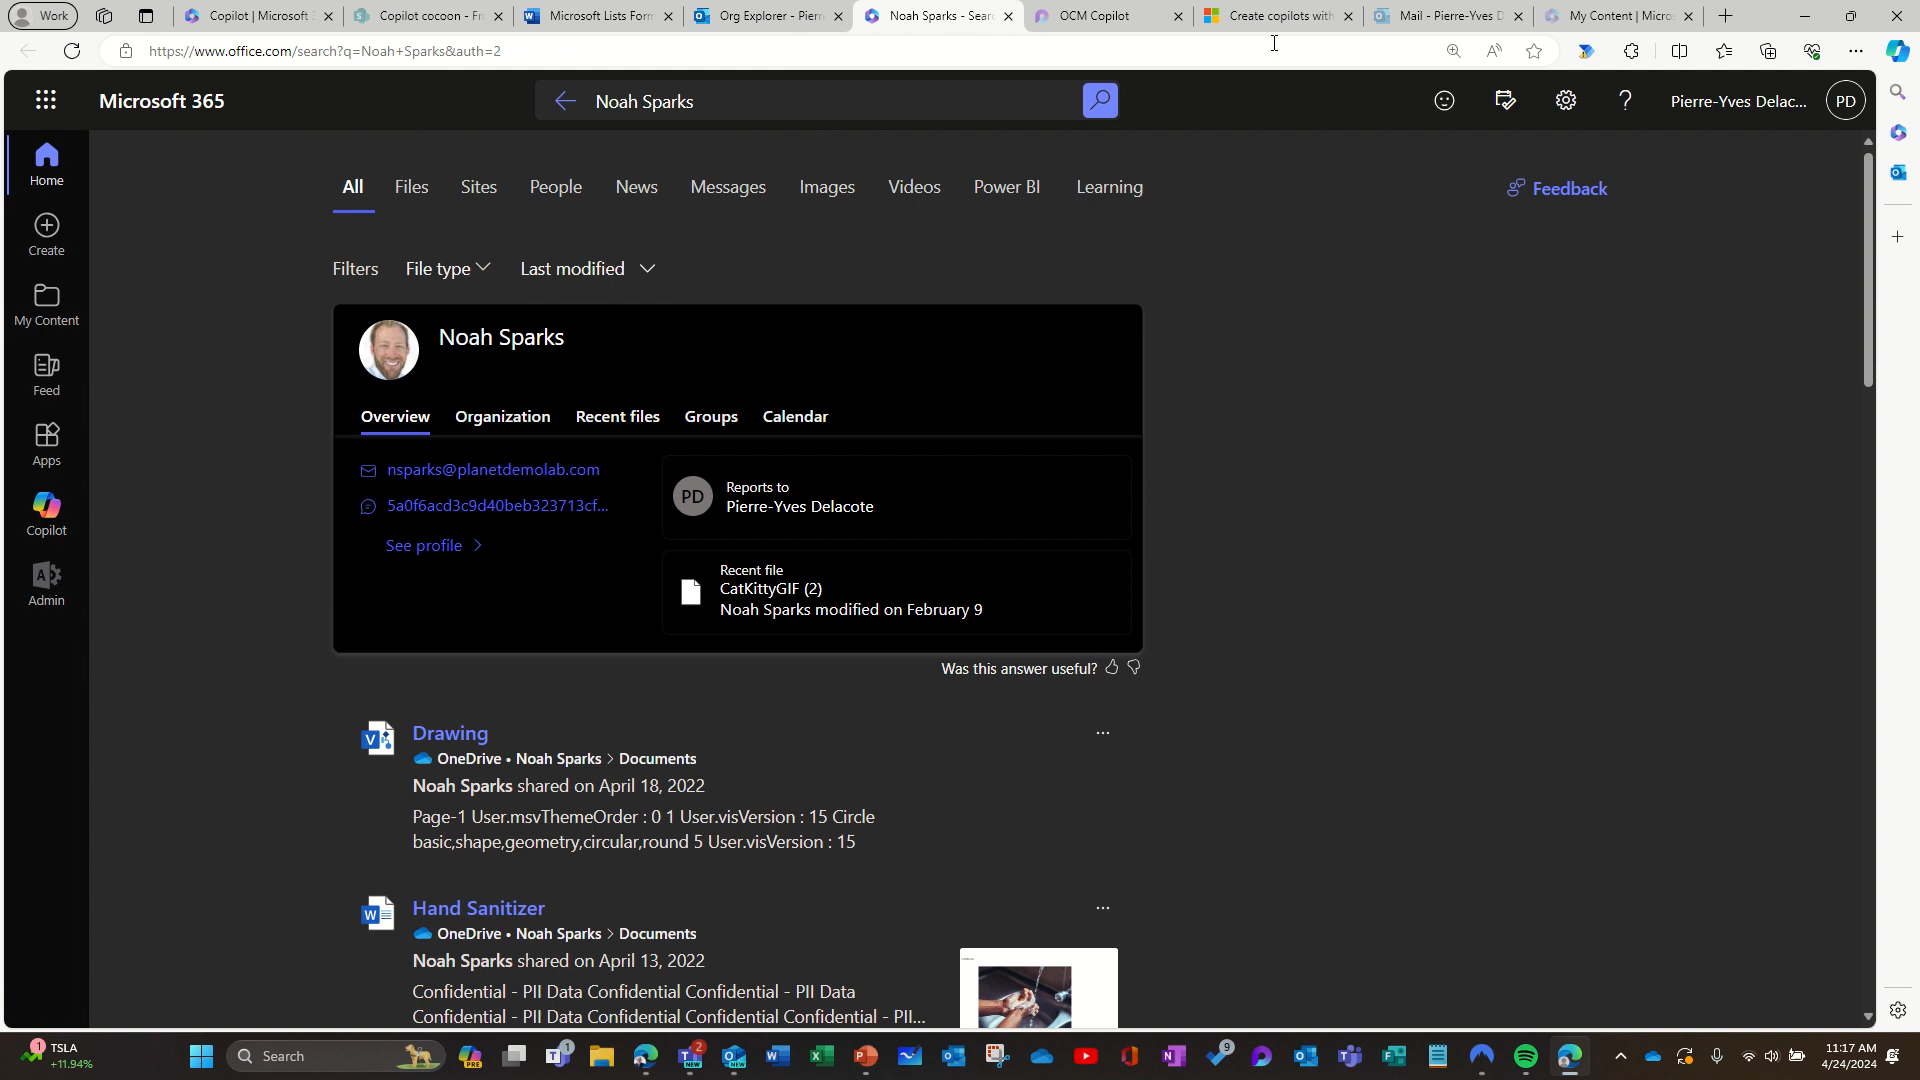 Work
Copilot | Microsoft
Copilot cocoon - Fr
Microsoft Lists Form
Org Explorer - Pierr
Noah Sparks - Sear
OCM Copilot
Create copilots with
Mail - Pierre-Yves D
My Content | Micro
https://www.office.com/search?q=Noah+Sparks&auth=2
Microsoft 365
Noah Sparks
Pierre-Yves Delac...
PD
Home
Create
My Content
Feed
Apps
Copilot
Admin
All Files Sites People News Messages Images Videos Power BI Learning
Feedback
Filters File type Last modified
Noah Sparks
Overview Organization Recent files Groups Calendar
nsparks@planetdemolab.com
5a0f6acd3c9d40beb323713cf...
See profile
PD
Reports to
Pierre-Yves Delacote
Recent file
CatKittyGIF (2)
Noah Sparks modified on February 9
Was this answer useful?
Drawing
OneDrive • Noah Sparks > Documents
Noah Sparks shared on April 18, 2022
Page-1 User.msvThemeOrder : 0 1 User.visVersion : 15 Circle
basic,shape,geometry,circular,round 5 User.visVersion : 15
Hand Sanitizer
OneDrive • Noah Sparks > Documents
Noah Sparks shared on April 13, 2022
Confidential - PII Data Confidential Confidential - PII Data
Confidential - PII Data Confidential Confidential Confidential - PII...
1
TSLA
+11.94%
Search
PRE
1
2
NEW
NEW
9
11:17 AM
4/24/2024